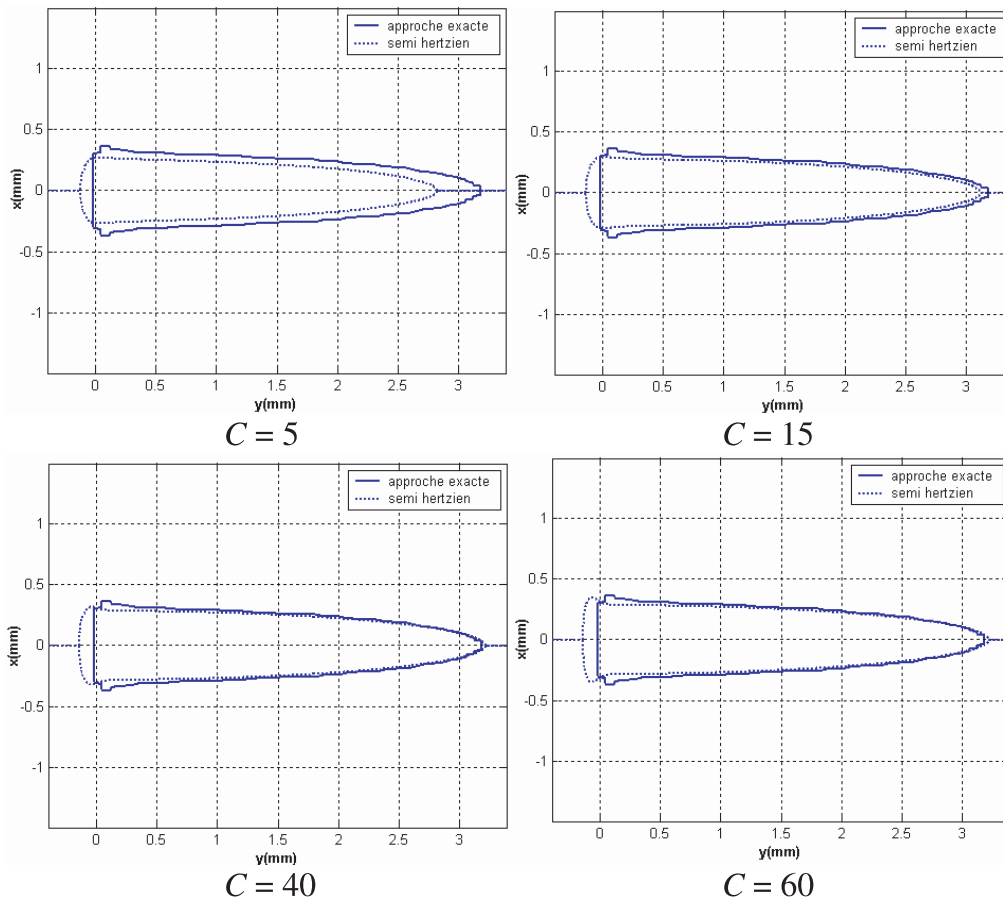 approche exacte
semi hertzien
1
0.5
0
-0.5
-1
x(mm)
0 0.5 1 1.5 2 2.5 3
y(mm)
C = 5
approche exacte
semi hertzien
1
0.5
0
-0.5
-1
x(mm)
0 0.5 1 1.5 2 2.5 3
y(mm)
C = 15
approche exacte
semi hertzien
1
0.5
0
-0.5
-1
x(mm)
0 0.5 1 1.5 2 2.5 3
y(mm)
C = 40
approche exacte
semi hertzien
1
0.5
0
-0.5
-1
x(mm)
0 0.5 1 1.5 2 2.5 3
y(mm)
C = 60